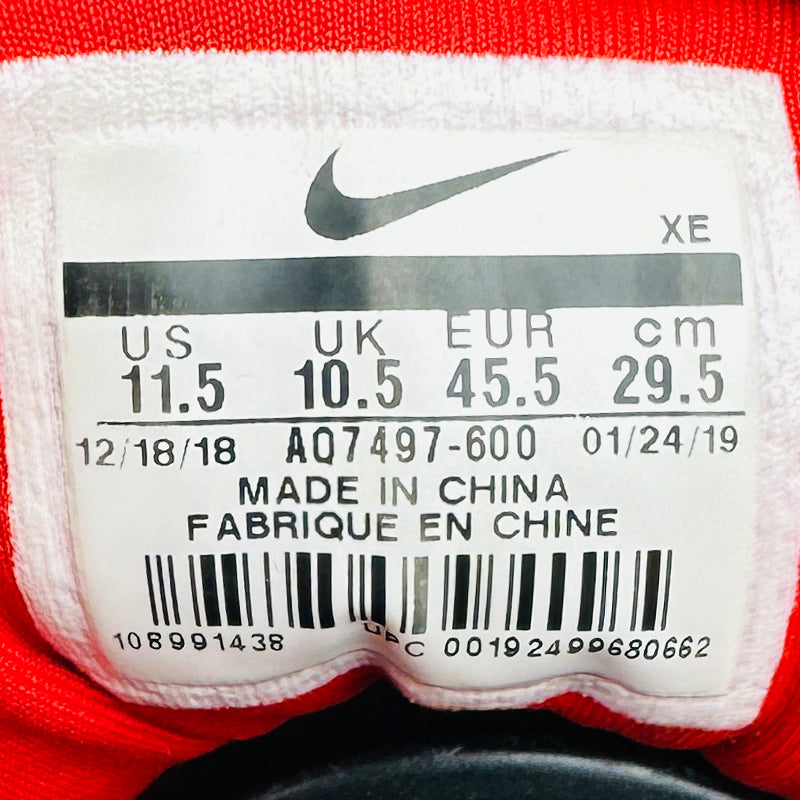 XE
US UK EUR cm
11.5 10.5 45.5 29.5
12/18/18 AQ7497-600 01/24/19
MADE IN CHINA
FABRIQUE EN CHINE
108991438 UPC 00192499680662